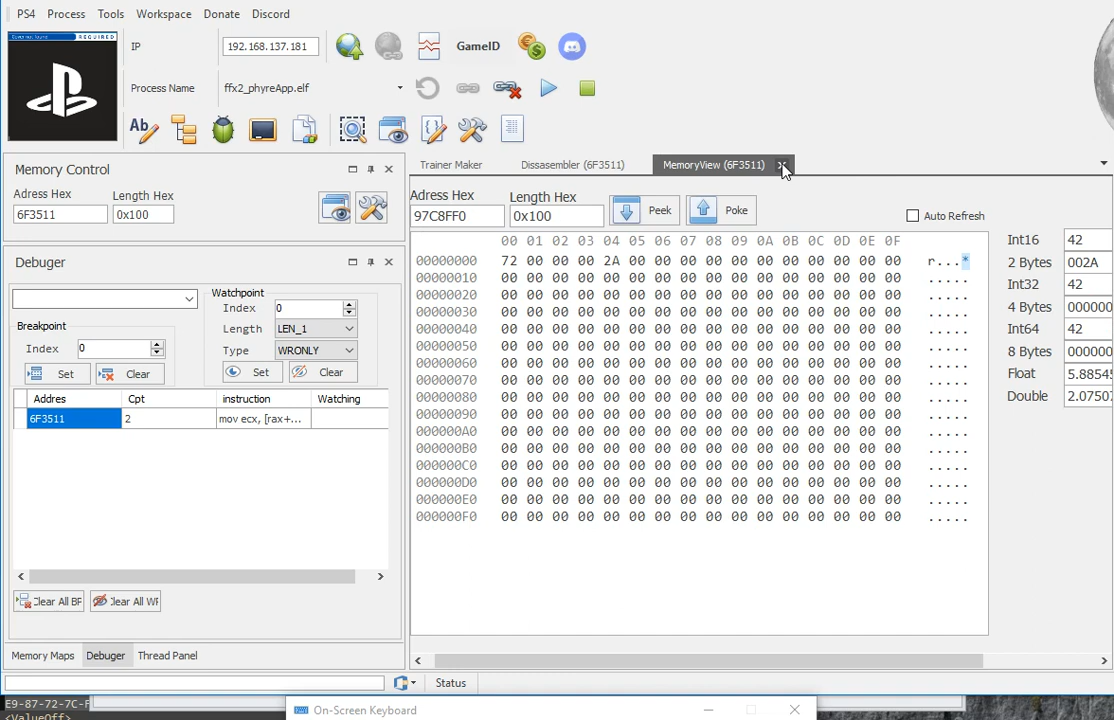 PS4 Process Tools Workspace Donate Discord
REQUIRED
IP 192.168.137.181 GameID
Process Name ffx2_phyreApp.elf
Ab
Trainer Maker Dissasembler (6F3511) MemoryView (6F3511)
Memory Control
Adress Hex Length Hex
6F3511 0x100
Debuger
Watchpoint
Index 0
Length LEN_1
Type WRONLY
Set Clear
Breakpoint
Index 0
Set Clear
Addres Cpt instruction Watching
6F3511 2 mov ecx, [rax+...
Clear All WF
Memory Maps Debuger Thread Panel
Adress Hex Length Hex
97C8FF0 0x100 Peek Poke Auto Refresh
00 01 02 03 04 05 06 07 08 09 0A 0B 0C 0D 0E 0F
00000000 72 00 00 00 2A 00 00 00 00 00 00 00 00 00 00 00 r...*
00000010 00 00 00 00 00 00 00 00 00 00 00 00 00 00 00 00 .....
00000020 00 00 00 00 00 00 00 00 00 00 00 00 00 00 00 00 .....
00000030 00 00 00 00 00 00 00 00 00 00 00 00 00 00 00 00 .....
00000040 00 00 00 00 00 00 00 00 00 00 00 00 00 00 00 00 .....
00000050 00 00 00 00 00 00 00 00 00 00 00 00 00 00 00 00 .....
00000060 00 00 00 00 00 00 00 00 00 00 00 00 00 00 00 00 .....
00000070 00 00 00 00 00 00 00 00 00 00 00 00 00 00 00 00 .....
00000080 00 00 00 00 00 00 00 00 00 00 00 00 00 00 00 00 .....
00000090 00 00 00 00 00 00 00 00 00 00 00 00 00 00 00 00 .....
000000A0 00 00 00 00 00 00 00 00 00 00 00 00 00 00 00 00 .....
000000B0 00 00 00 00 00 00 00 00 00 00 00 00 00 00 00 00 .....
000000C0 00 00 00 00 00 00 00 00 00 00 00 00 00 00 00 00 .....
000000D0 00 00 00 00 00 00 00 00 00 00 00 00 00 00 00 00 .....
000000E0 00 00 00 00 00 00 00 00 00 00 00 00 00 00 00 00 .....
000000F0 00 00 00 00 00 00 00 00 00 00 00 00 00 00 00 00 .....
Int16 42
2 Bytes 002A
Int32 42
4 Bytes 000000
Int64 42
8 Bytes 000000
Float 5.8854
Double 2.0750
Status
E9-87-72-7C-F
<ValueOff>
On-Screen Keyboard